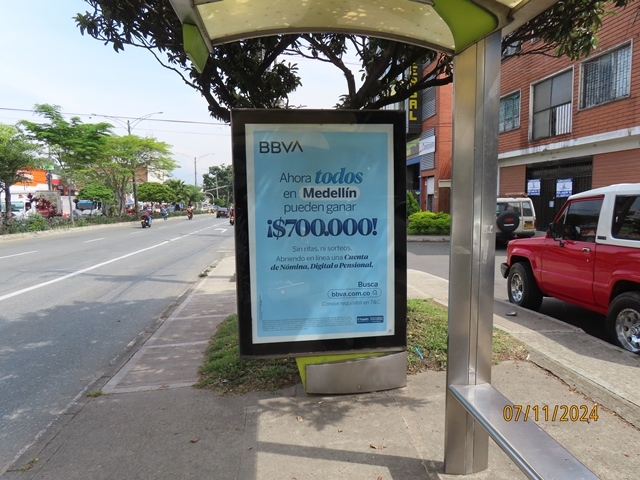 BBVA
Ahora todos
en Medellín
pueden ganar
¡$700.000!
Sin rifas, ni sorteos.
Abriendo en línea una Cuenta
de Nómina, Digital o Pensional.
Busca
bbva.com.co
07/11/2024